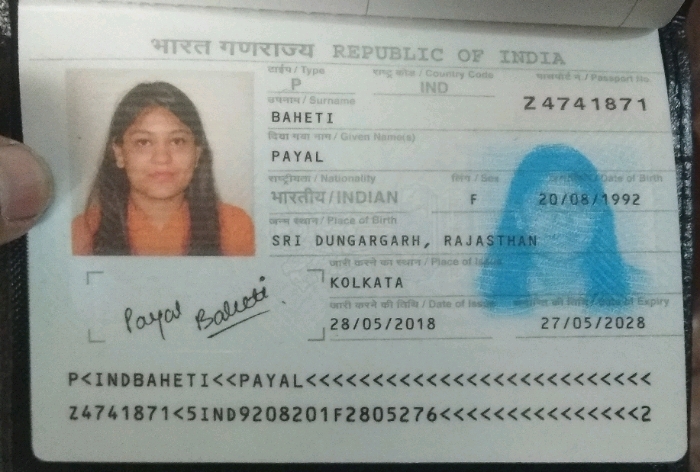 भारत गणराज्य REPUBLIC OF INDIA
टाईप / Type राष्ट्र कोड / Country Code पासपोर्ट नं. / Passport No.
P IND Z4741871
उपनाम / Surname
BAHETI
दिया गया नाम / Given Name(s)
PAYAL
राष्ट्रीयता / Nationality लिंग / Sex Date of Birth
भारतीय / INDIAN F 20/08/1992
जन्म स्थान / Place of Birth
SRI DUNGARGARH, RAJASTHAN
जारी करने का स्थान / Place of Issue
KOLKATA
जारी करने की तिथि / Date of Issue समाप्ति की तिथि / Date of Expiry
28/05/2018 27/05/2028
Payal Baheti
P<INDBAHETI<<PAYAL<<<<<<<<<<<<<<<<<<<<<<<<<<
Z4741871<5IND9208201F2805276<<<<<<<<<<<<<<<2